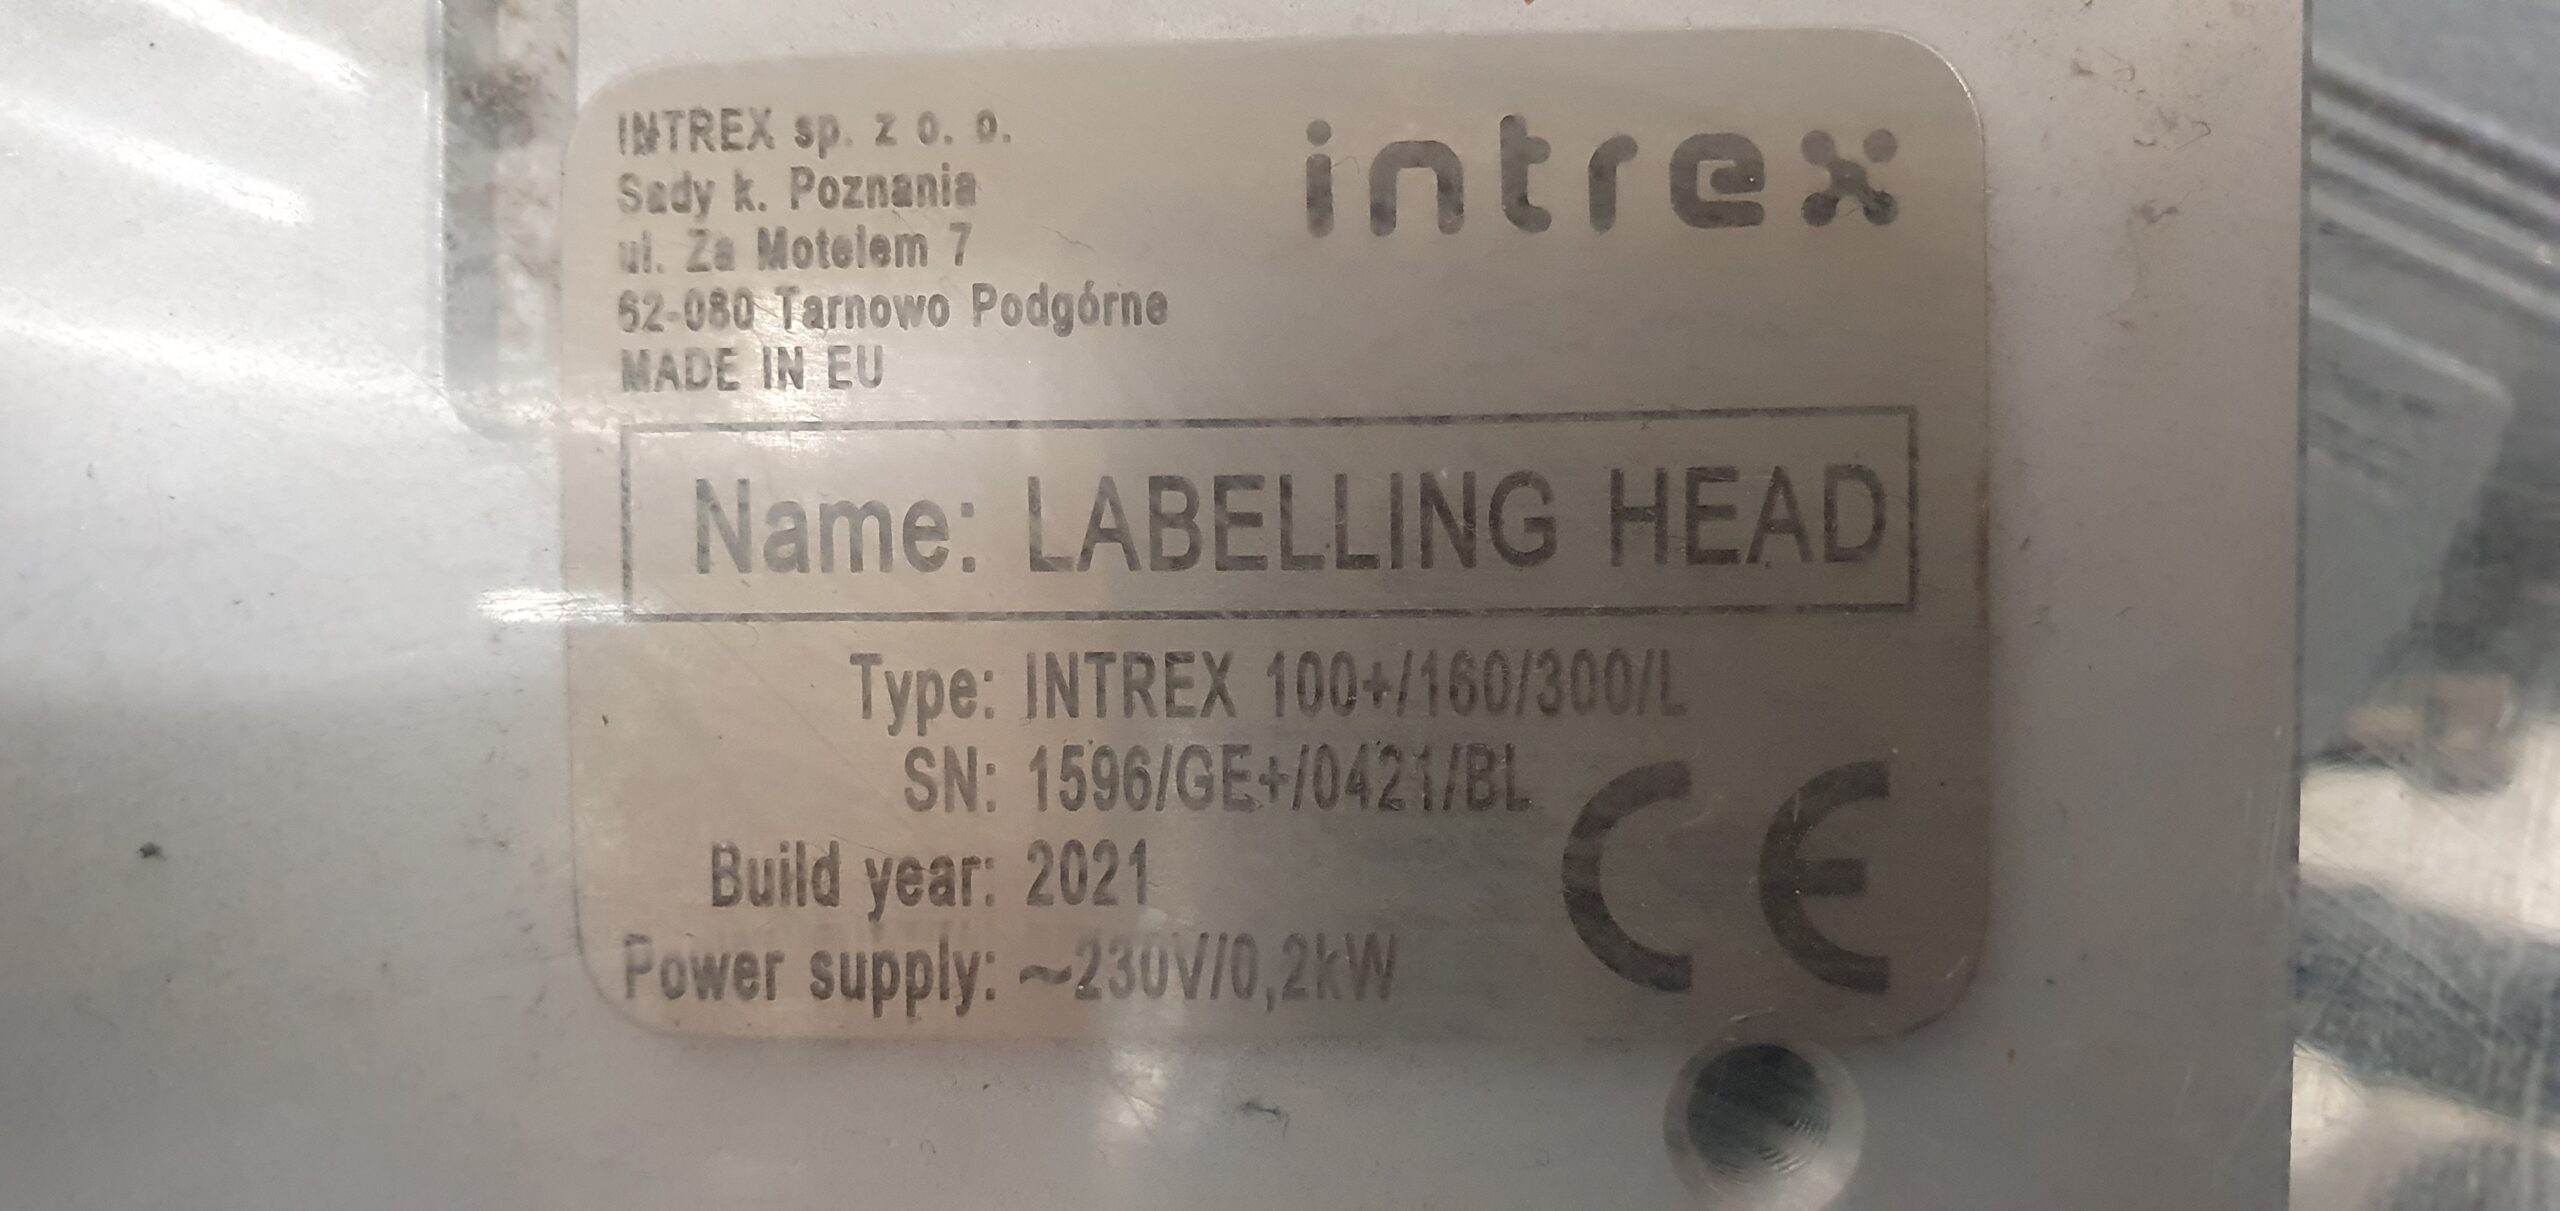 INTREX sp. z o. o.
Sady k. Poznania
ul. Za Motelem 7
62-080 Tarnowo Podgórne
MADE IN EU
intrex
Name: LABELLING HEAD
Type: INTREX 100+/160/300/L
SN: 1596/GE+/0421/BL
Build year: 2021
Power supply: ~230V/0,2kW
CE